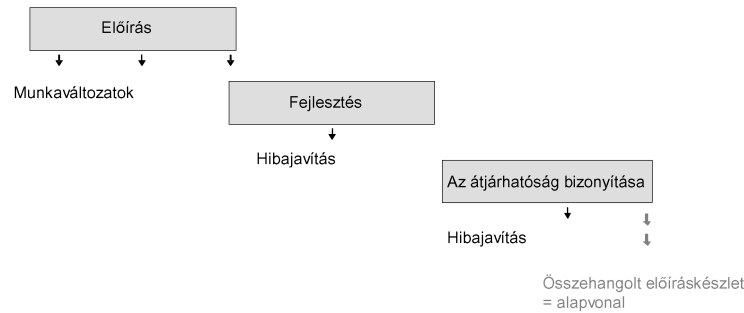 Előírás
Munkaváltozatok
Fejlesztés
Hibajavítás
Az átjárhatóság bizonyítása
Hibajavítás
Összehangolt előíráskészlet
= alapvonal